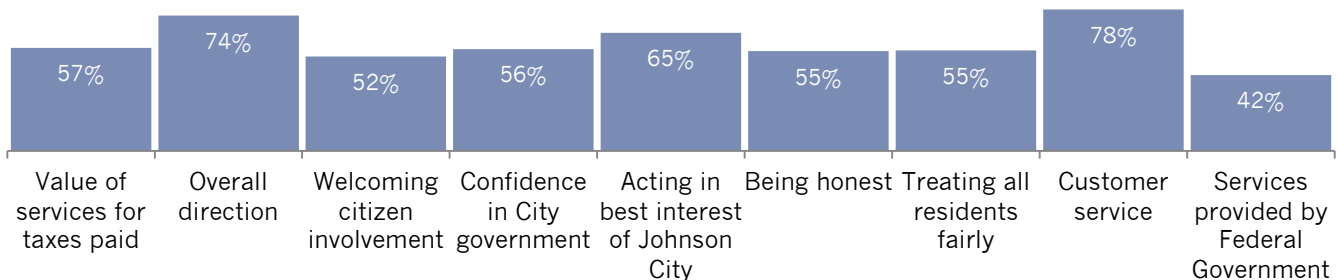 57%
74%
52%
56%
65%
55%
55%
78%
42%
Value of
services for
taxes paid
Overall
direction
Welcoming
citizen
involvement
Confidence
in City
government
Acting in
best interest
of Johnson
City
Being honest
Treating all
residents
fairly
Customer
service
Services
provided by
Federal
Government